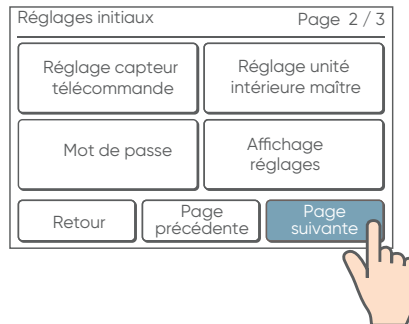 Réglages initiaux Page 2 / 3
Réglage capteur
télécommande
Réglage unité
intérieure maître
Mot de passe
Affichage
réglages
Retour
Page
précédente
Page
suivante